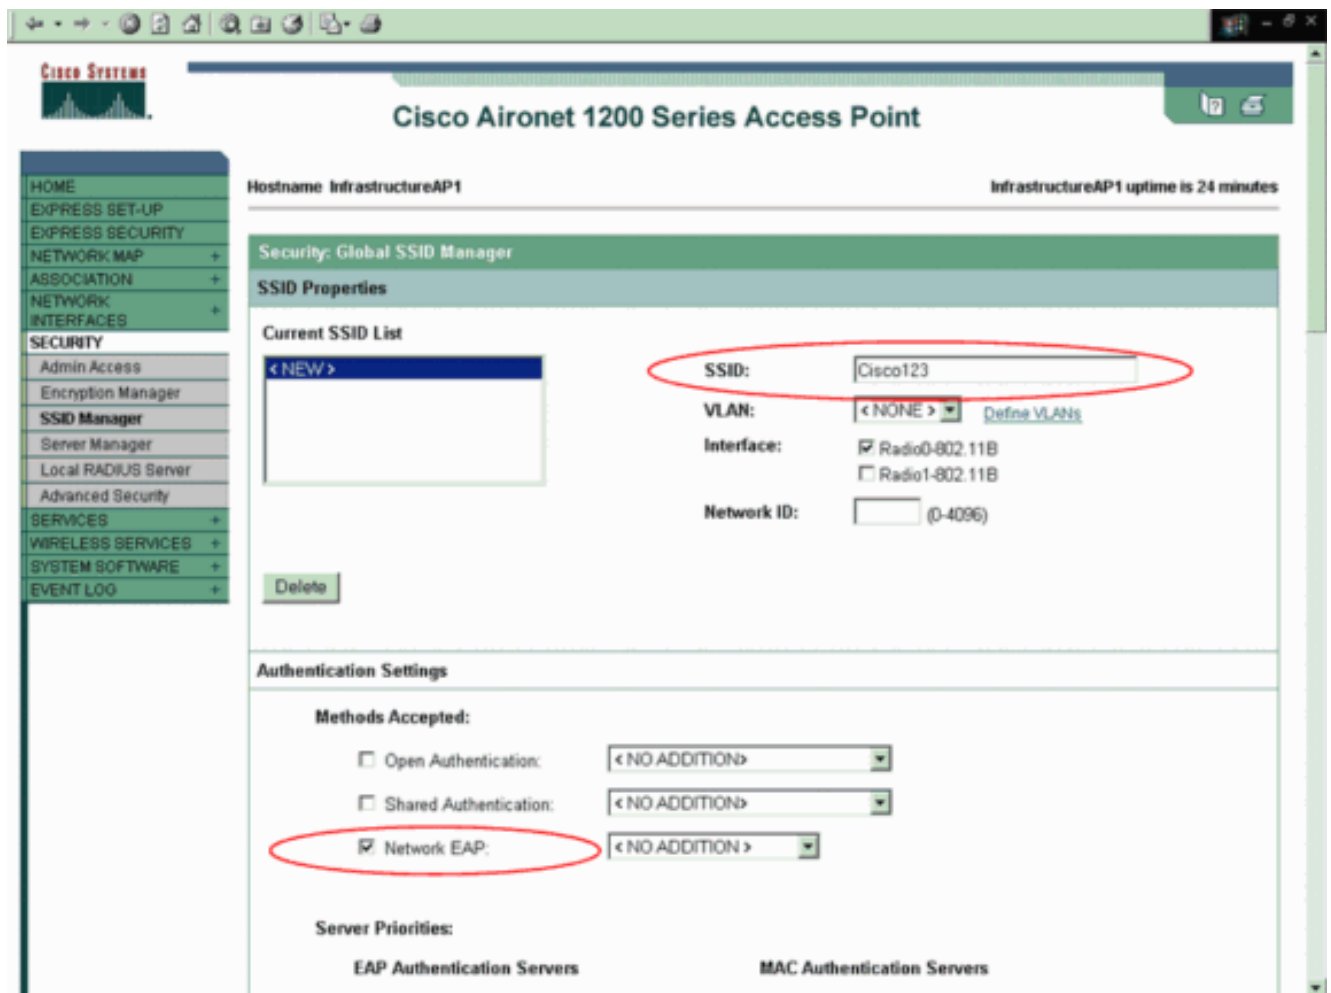 CISCO SYSTEMS
Cisco Aironet 1200 Series Access Point
HOME
EXPRESS SET-UP
EXPRESS SECURITY
NETWORK MAP +
ASSOCIATION +
NETWORK
INTERFACES +
SECURITY
Admin Access
Encryption Manager
SSID Manager
Server Manager
Local RADIUS Server
Advanced Security
SERVICES +
WIRELESS SERVICES +
SYSTEM SOFTWARE +
EVENT LOG +
Hostname InfrastructureAP1
InfrastructureAP1 uptime is 24 minutes
Security: Global SSID Manager
SSID Properties
Current SSID List
< NEW >
SSID: Cisco123
VLAN: < NONE > Define VLANs
Interface: Radio0-802.11B
Radio1-802.11B
Network ID: (0-4096)
Delete
Authentication Settings
Methods Accepted:
Open Authentication: < NO ADDITION>
Shared Authentication: < NO ADDITION>
Network EAP: < NO ADDITION >
Server Priorities:
EAP Authentication Servers MAC Authentication Servers